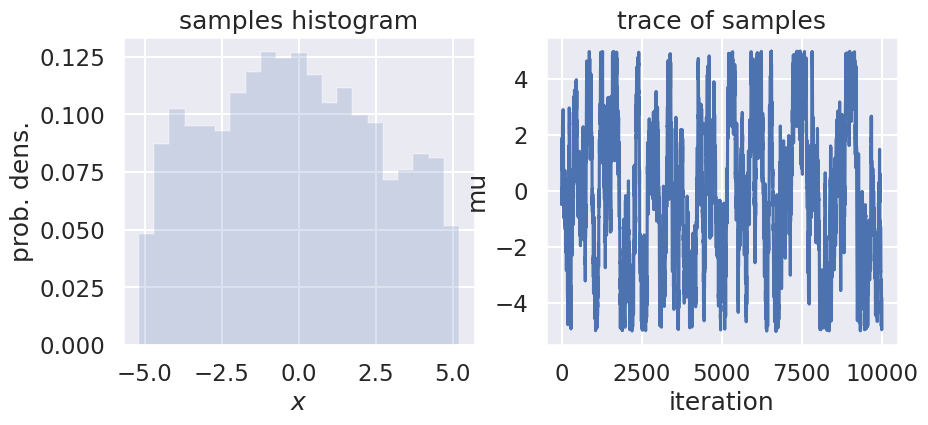 samples histogram
prob. dens.
0.125
0.100
0.075
0.050
0.025
0.000
−5.0 −2.5 0.0 2.5 5.0
x
trace of samples
mu
4
2
0
−2
−4
0 2500 5000 7500 10000
iteration